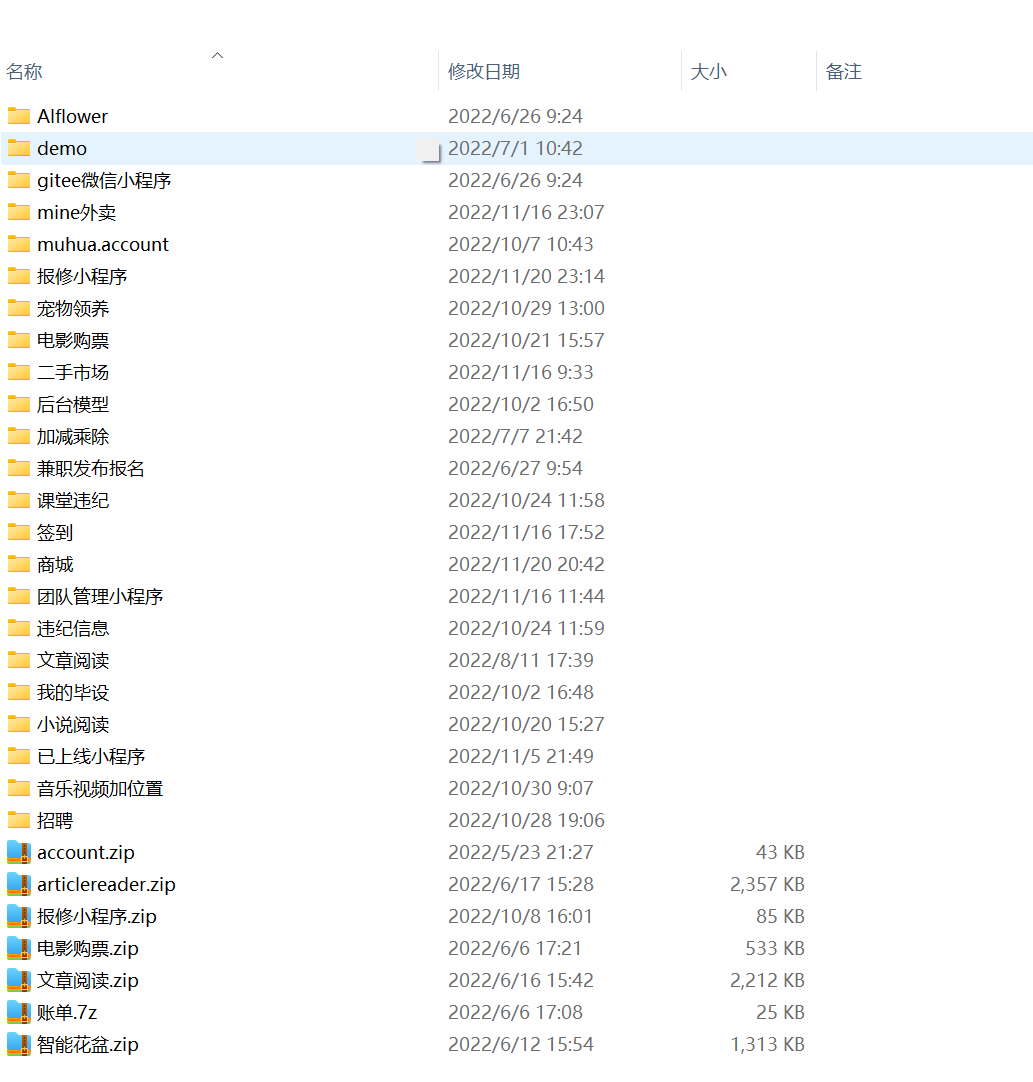 名称 修改日期 大小 备注
Alflower 2022/6/26 9:24
demo 2022/7/1 10:42
gitee微信小程序 2022/6/26 9:24
mine外卖 2022/11/16 23:07
muhua.account 2022/10/7 10:43
报修小程序 2022/11/20 23:14
宠物领养 2022/10/29 13:00
电影购票 2022/10/21 15:57
二手市场 2022/11/16 9:33
后台模型 2022/10/2 16:50
加减乘除 2022/7/7 21:42
兼职发布报名 2022/6/27 9:54
课堂违纪 2022/10/24 11:58
签到 2022/11/16 17:52
商城 2022/11/20 20:42
团队管理小程序 2022/11/16 11:44
违纪信息 2022/10/24 11:59
文章阅读 2022/8/11 17:39
我的毕设 2022/10/2 16:48
小说阅读 2022/10/20 15:27
已上线小程序 2022/11/5 21:49
音乐视频加位置 2022/10/30 9:07
招聘 2022/10/28 19:06
account.zip 2022/5/23 21:27 43 KB
articlereader.zip 2022/6/17 15:28 2,357 KB
报修小程序.zip 2022/10/8 16:01 85 KB
电影购票.zip 2022/6/6 17:21 533 KB
文章阅读.zip 2022/6/16 15:42 2,212 KB
账单.7z 2022/6/6 17:08 25 KB
智能花盆.zip 2022/6/12 15:54 1,313 KB